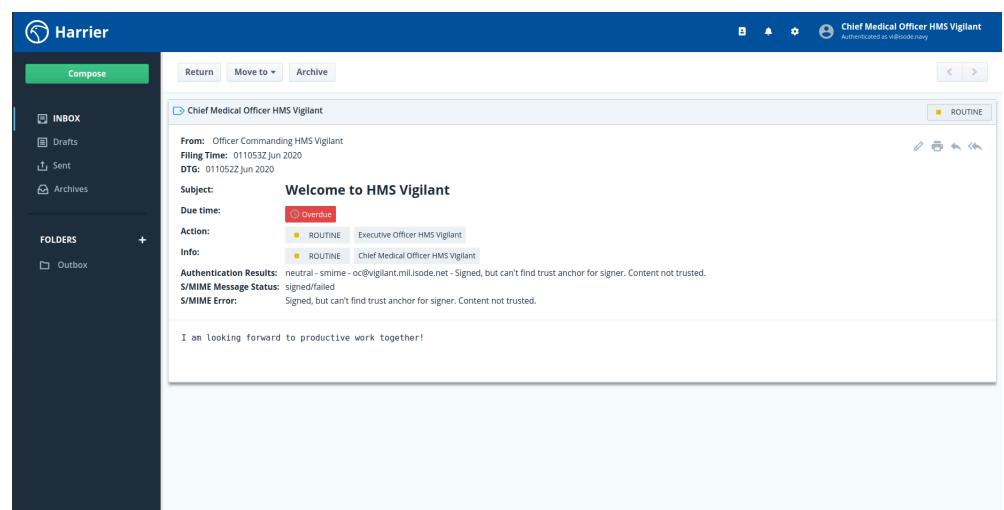 Harrier
Chief Medical Officer HMS Vigilant
Authenticated as vi@isode.navy
Compose
INBOX
Drafts
Sent
Archives
FOLDERS +
Outbox
Return Move to Archive
Chief Medical Officer HMS Vigilant ROUTINE
From: Officer Commanding HMS Vigilant
Filing Time: 011053Z Jun 2020
DTG: 011052Z Jun 2020
Subject: Welcome to HMS Vigilant
Due time: Overdue
Action: ROUTINE Executive Officer HMS Vigilant
Info: ROUTINE Chief Medical Officer HMS Vigilant
Authentication Results: neutral - smime - oc@vigilant.mil.isode.net - Signed, but can't find trust anchor for signer. Content not trusted.
S/MIME Message Status: signed/failed
S/MIME Error: Signed, but can't find trust anchor for signer. Content not trusted.
I am looking forward to productive work together!